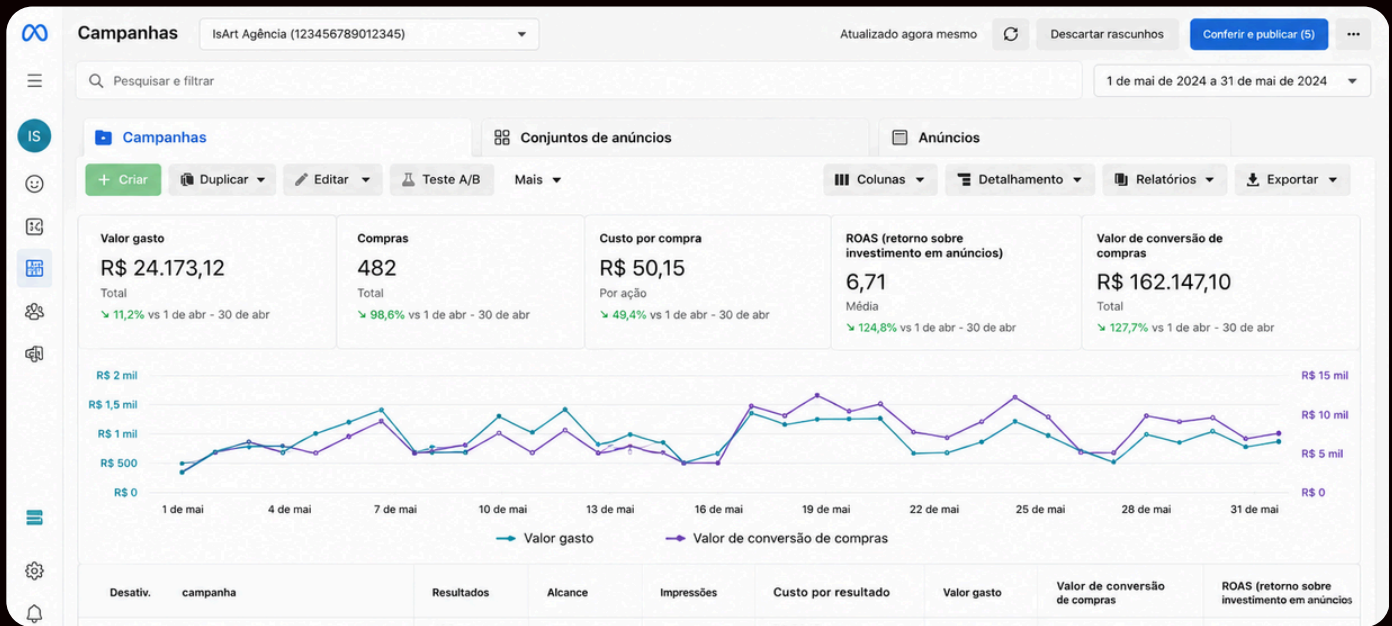 Campanhas
IsArt Agência (123456789012345)
Atualizado agora mesmo
Descartar rascunhos
Conferir e publicar (5)
Pesquisar e filtrar
1 de mai de 2024 a 31 de mai de 2024
IS
Campanhas
Conjuntos de anúncios
Anúncios
+ Criar
Duplicar
Editar
Teste A/B
Mais
Colunas
Detalhamento
Relatórios
Exportar
Valor gasto
R$ 24.173,12
Total
↘ 11,2% vs 1 de abr - 30 de abr
Compras
482
Total
↘ 98,6% vs 1 de abr - 30 de abr
Custo por compra
R$ 50,15
Por ação
↘ 49,4% vs 1 de abr - 30 de abr
ROAS (retorno sobre
investimento em anúncios)
6,71
Média
↘ 124,8% vs 1 de abr - 30 de abr
Valor de conversão de
compras
R$ 162.147,10
Total
↘ 127,7% vs 1 de abr - 30 de abr
R$ 2 mil
R$ 1,5 mil
R$ 1 mil
R$ 500
R$ 0
R$ 15 mil
R$ 10 mil
R$ 5 mil
R$ 0
1 de mai
4 de mai
7 de mai
10 de mai
13 de mai
16 de mai
19 de mai
22 de mai
25 de mai
28 de mai
31 de mai
Valor gasto
Valor de conversão de compras
Desativ.
campanha
Resultados
Alcance
Impressões
Custo por resultado
Valor gasto
Valor de conversão
de compras
ROAS (retorno sobre
investimento em anúncios